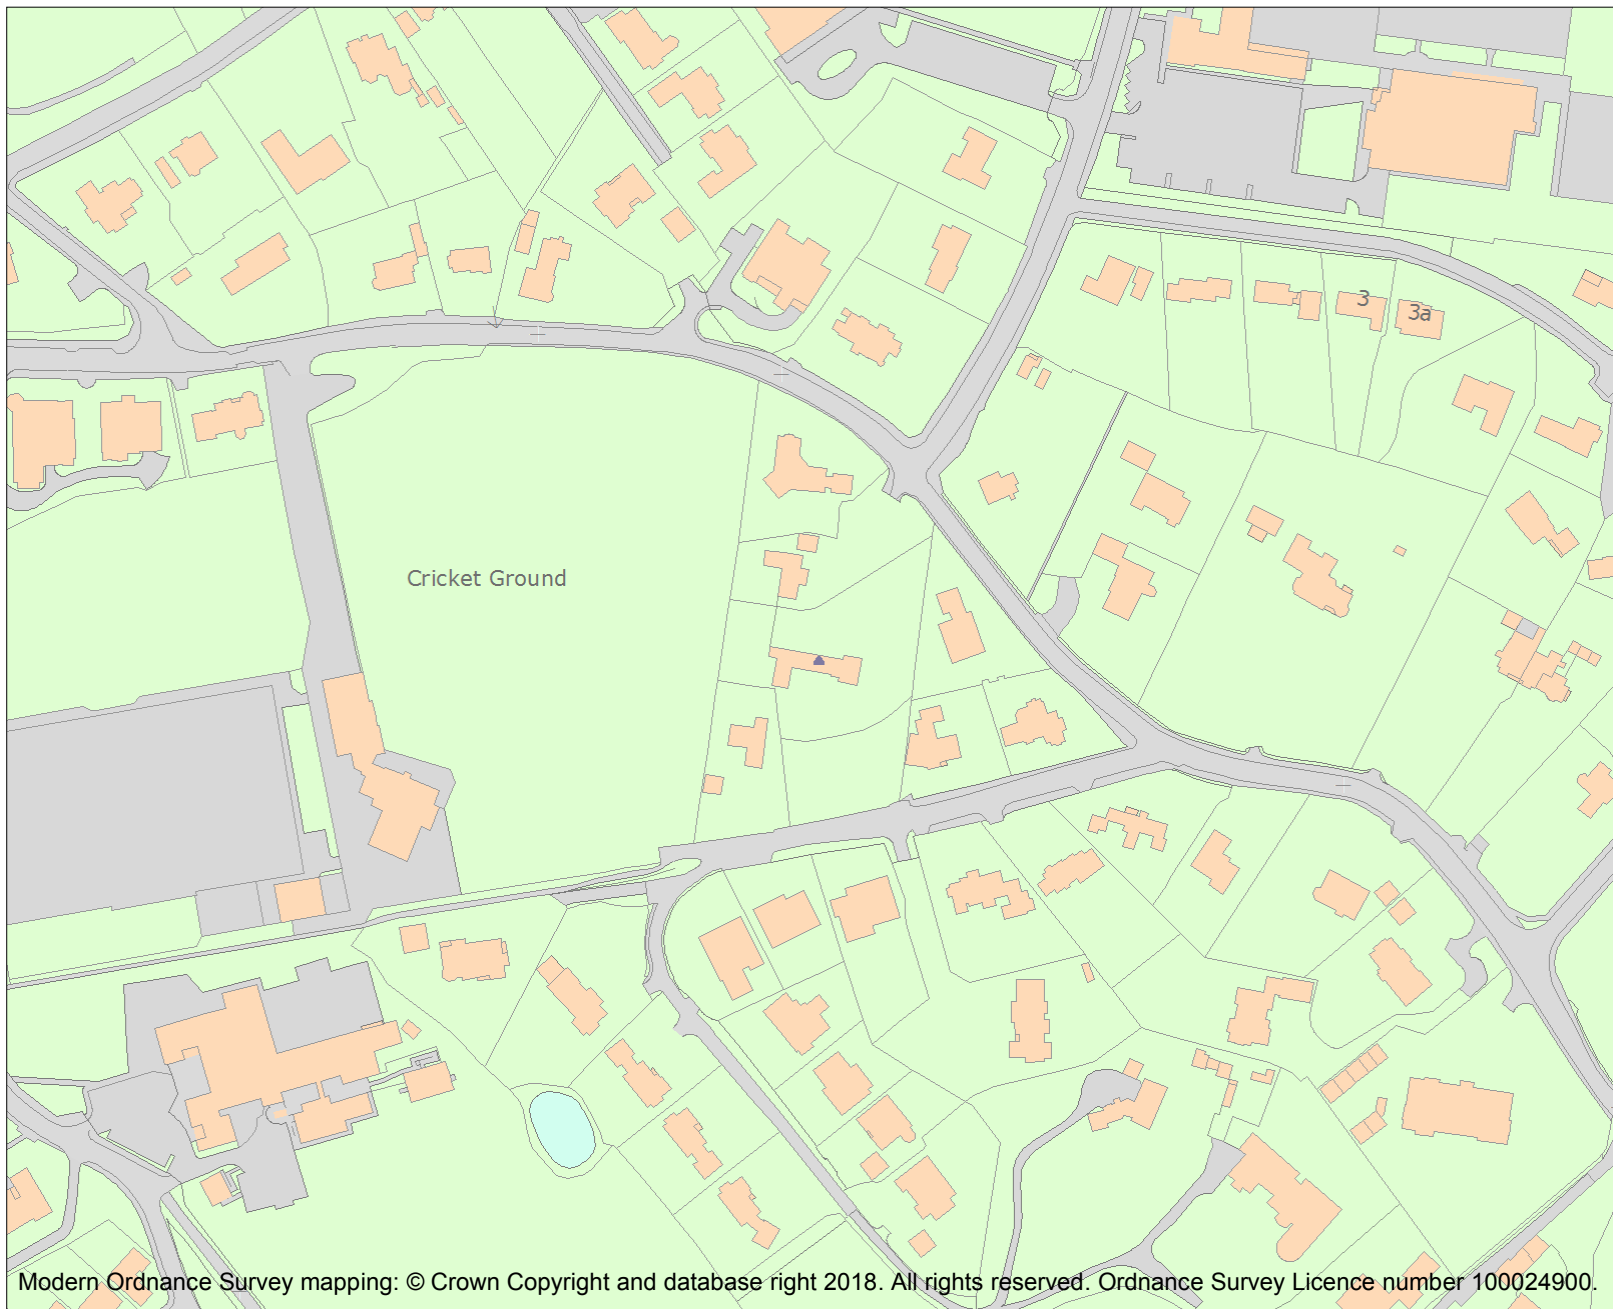 3
3a
Cricket Ground
Modern Ordnance Survey mapping: © Crown Copyright and database right 2018. All rights reserved. Ordnance Survey Licence number 100024900.